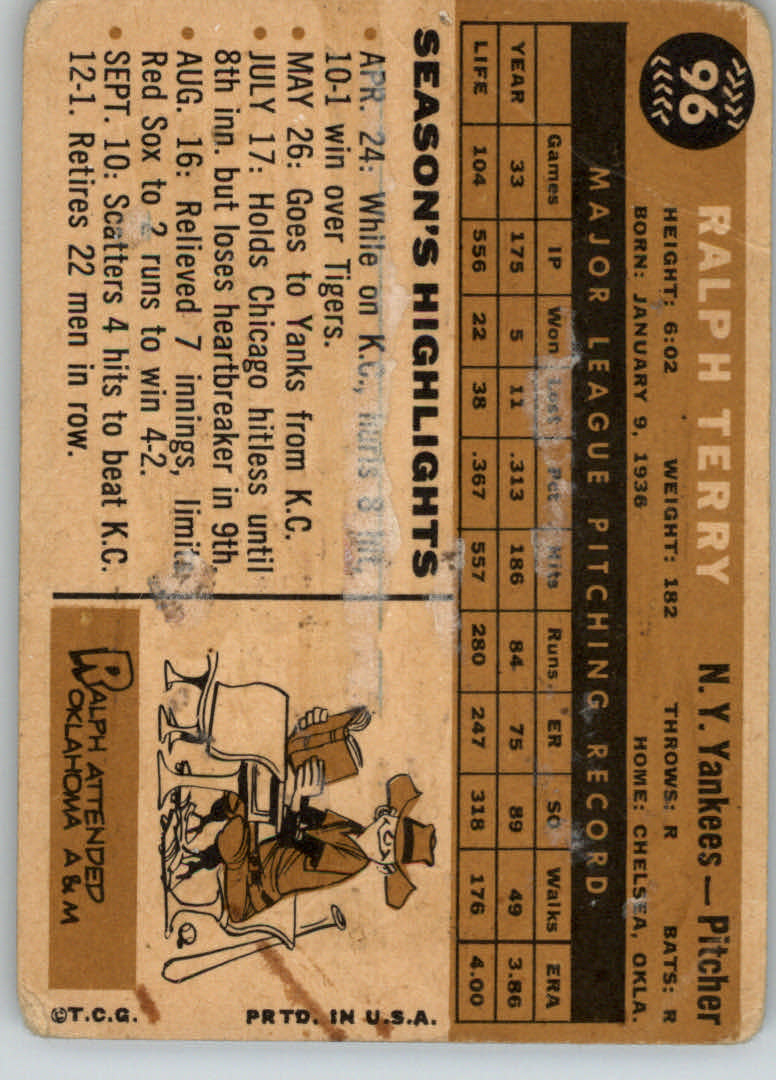 96
RALPH TERRY
N. Y. Yankees — Pitcher
HEIGHT: 6:02 WEIGHT: 182 THROWS: R BATS: R
BORN: JANUARY 9, 1936 HOME: CHELSEA, OKLA.
MAJOR LEAGUE PITCHING RECORD
Games IP Won Lost Pct Hits Runs ER SO Walks ERA
YEAR 33 175 5 11 .313 186 84 75 89 49 3.86
LIFE 104 556 22 38 .367 557 280 247 318 176 4.00
SEASON'S HIGHLIGHTS
• APR. 24: While on K.C., hurls 8 hit,
10-1 win over Tigers.
• MAY 26: Goes to Yanks from K.C.
• JULY 17: Holds Chicago hitless until
8th inn. but loses heartbreaker in 9th.
• AUG. 16: Relieved 7 innings, limits
Red Sox to 2 runs to win 4-2.
• SEPT. 10: Scatters 4 hits to beat K.C.
12-1. Retires 22 men in row.
RALPH ATTENDED
OKLAHOMA A & M
©T.C.G. PRTD. IN U.S.A.